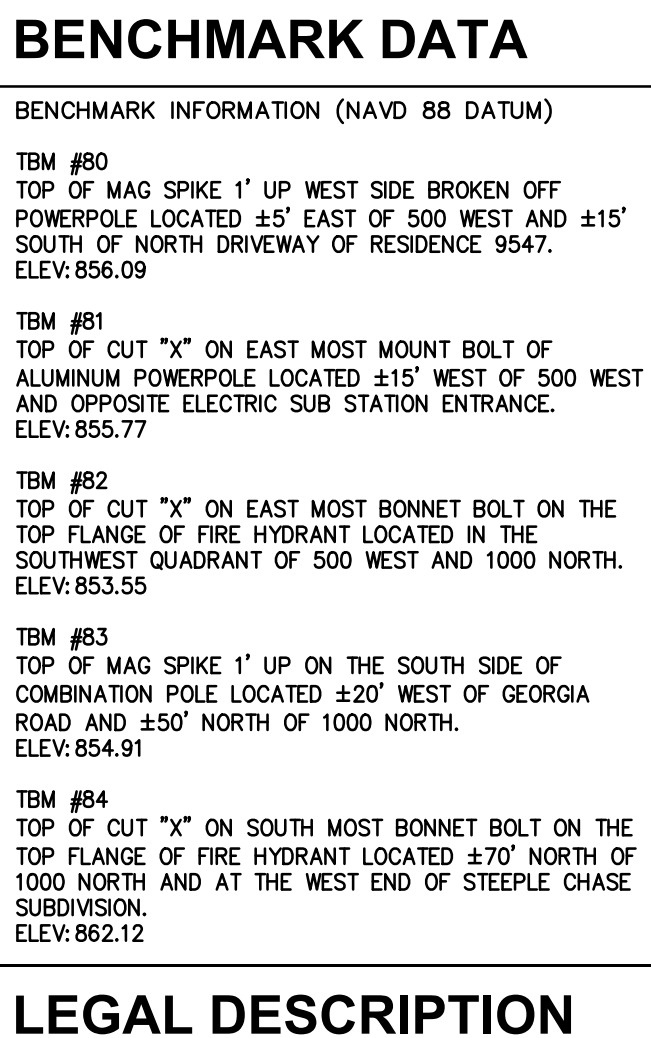 BENCHMARK DATA
BENCHMARK INFORMATION (NAVD 88 DATUM)
TBM #80
TOP OF MAG SPIKE 1' UP WEST SIDE BROKEN OFF
POWERPOLE LOCATED ±5' EAST OF 500 WEST AND ±15'
SOUTH OF NORTH DRIVEWAY OF RESIDENCE 9547.
ELEV: 856.09
TBM #81
TOP OF CUT "X" ON EAST MOST MOUNT BOLT OF
ALUMINUM POWERPOLE LOCATED ±15' WEST OF 500 WEST
AND OPPOSITE ELECTRIC SUB STATION ENTRANCE.
ELEV: 855.77
TBM #82
TOP OF CUT "X" ON EAST MOST BONNET BOLT ON THE
TOP FLANGE OF FIRE HYDRANT LOCATED IN THE
SOUTHWEST QUADRANT OF 500 WEST AND 1000 NORTH.
ELEV: 853.55
TBM #83
TOP OF MAG SPIKE 1' UP ON THE SOUTH SIDE OF
COMBINATION POLE LOCATED ±20' WEST OF GEORGIA
ROAD AND ±50' NORTH OF 1000 NORTH.
ELEV: 854.91
TBM #84
TOP OF CUT "X" ON SOUTH MOST BONNET BOLT ON THE
TOP FLANGE OF FIRE HYDRANT LOCATED ±70' NORTH OF
1000 NORTH AND AT THE WEST END OF STEEPLE CHASE
SUBDIVISION.
ELEV: 862.12
LEGAL DESCRIPTION